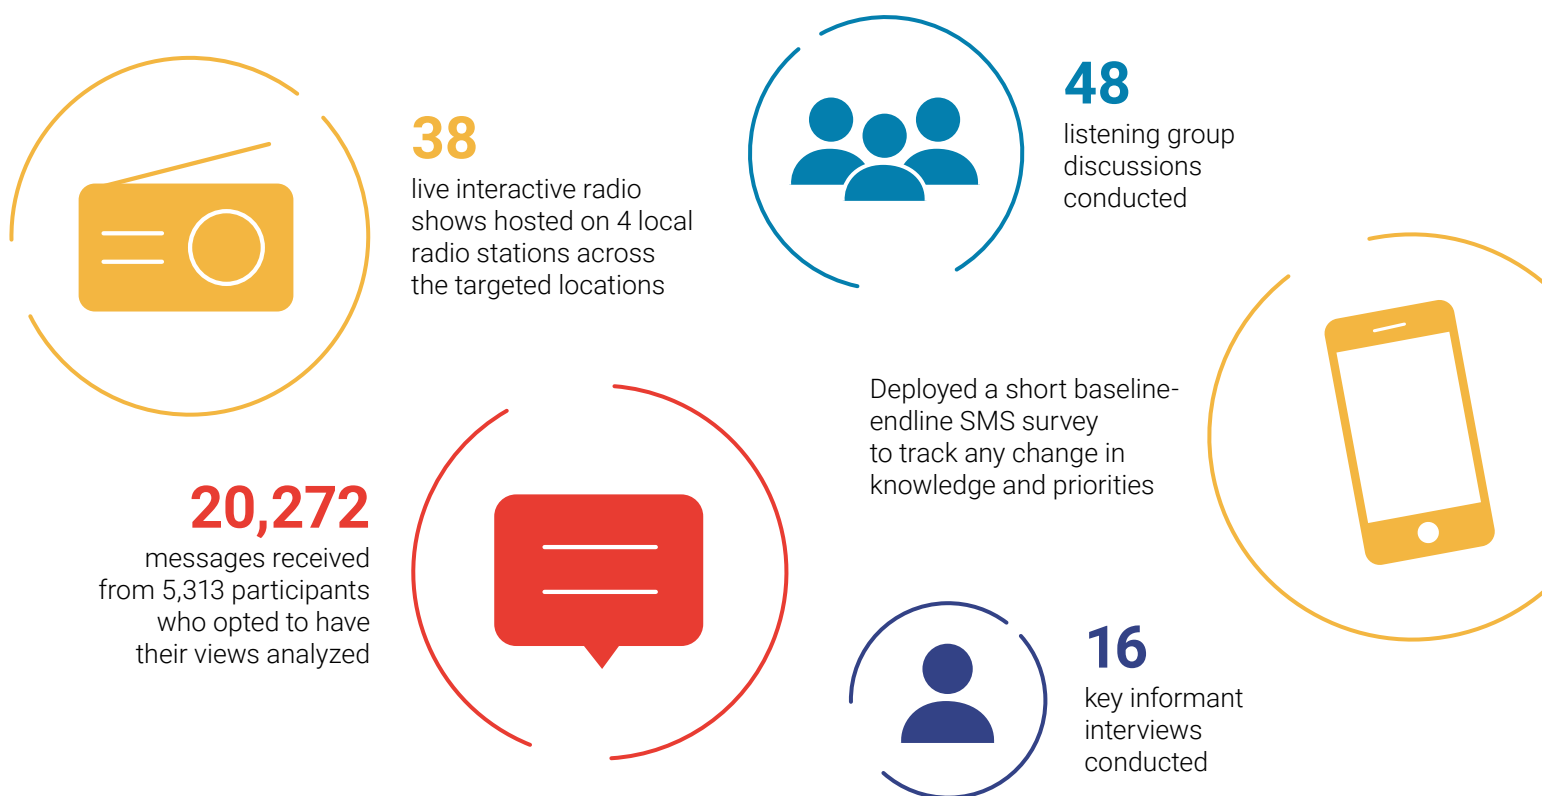 38
live interactive radio
shows hosted on 4 local
radio stations across
the targeted locations
48
listening group
discussions
conducted
20,272
messages received
from 5,313 participants
who opted to have
their views analyzed
Deployed a short baseline-
endline SMS survey
to track any change in
knowledge and priorities
16
key informant
interviews
conducted